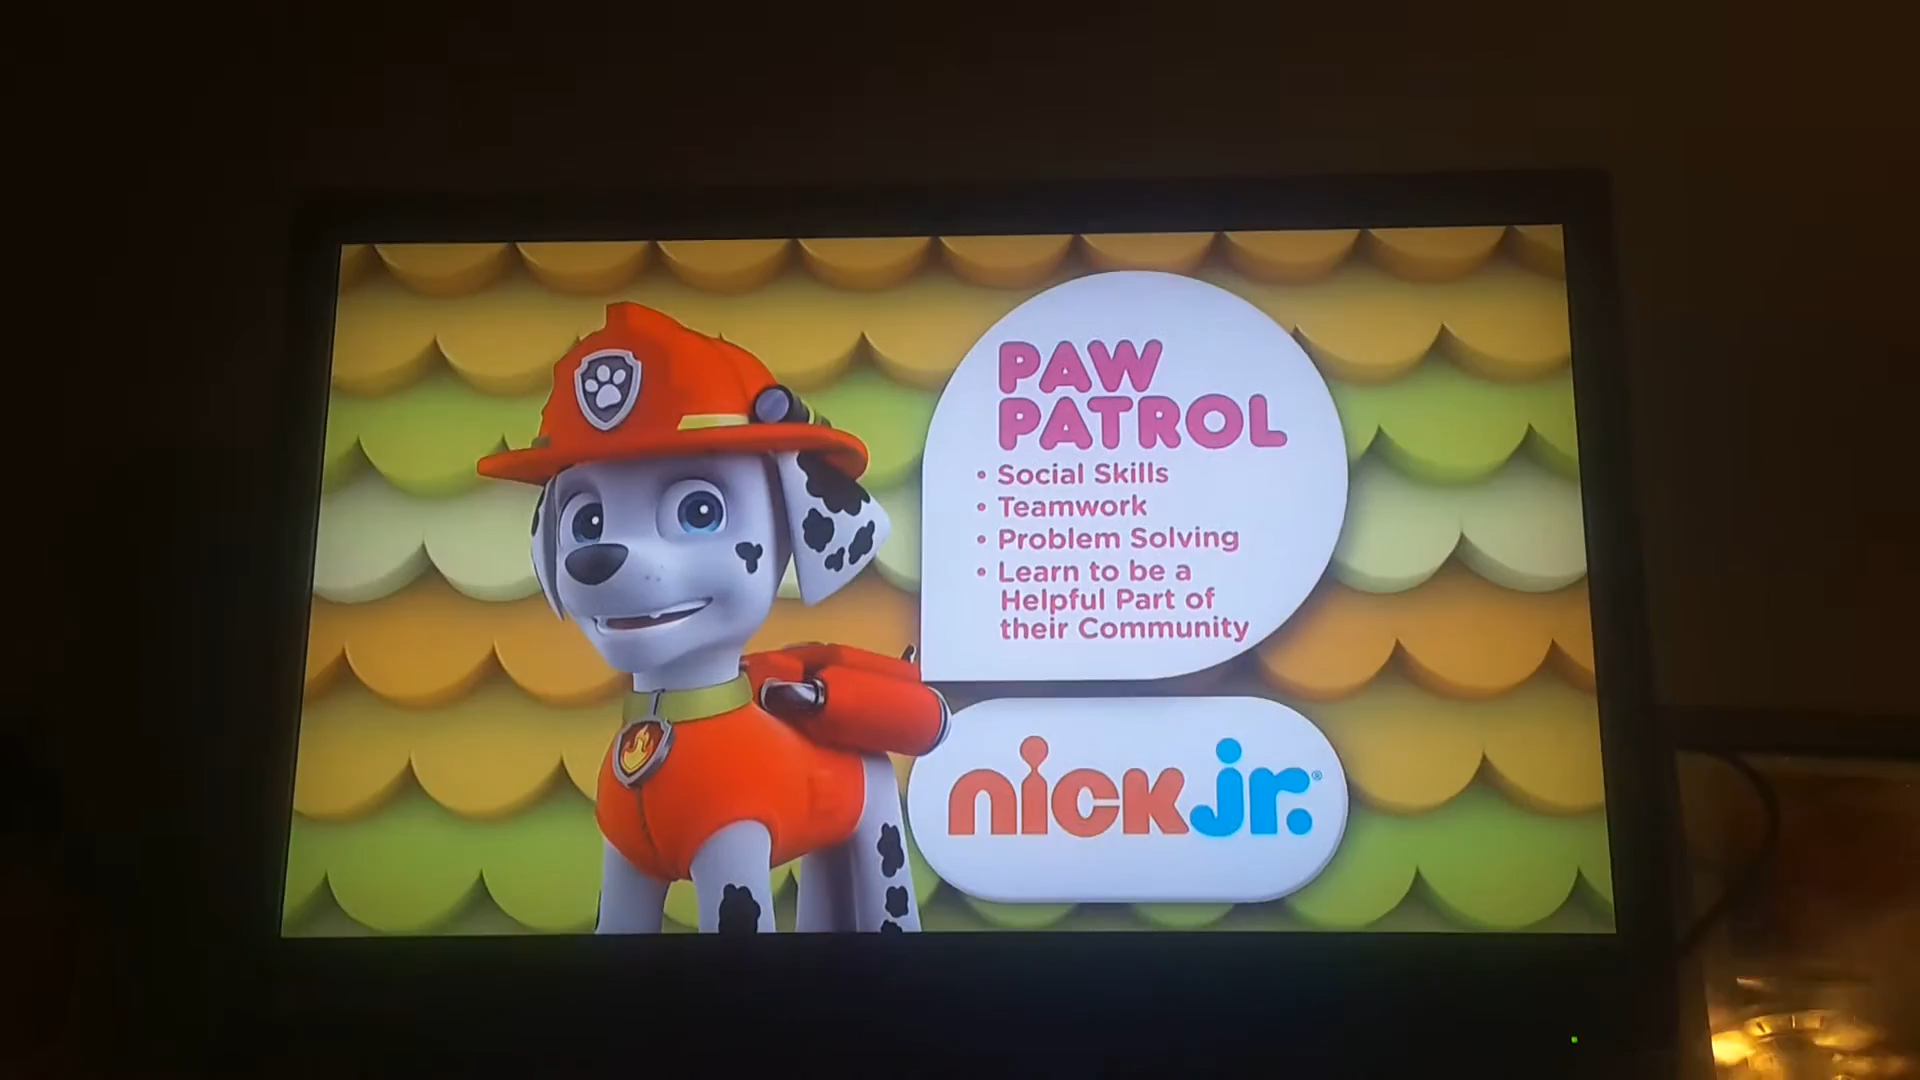 PAW
PATROL
• Social Skills
• Teamwork
• Problem Solving
• Learn to be a
Helpful Part of
their Community
nick jr.®